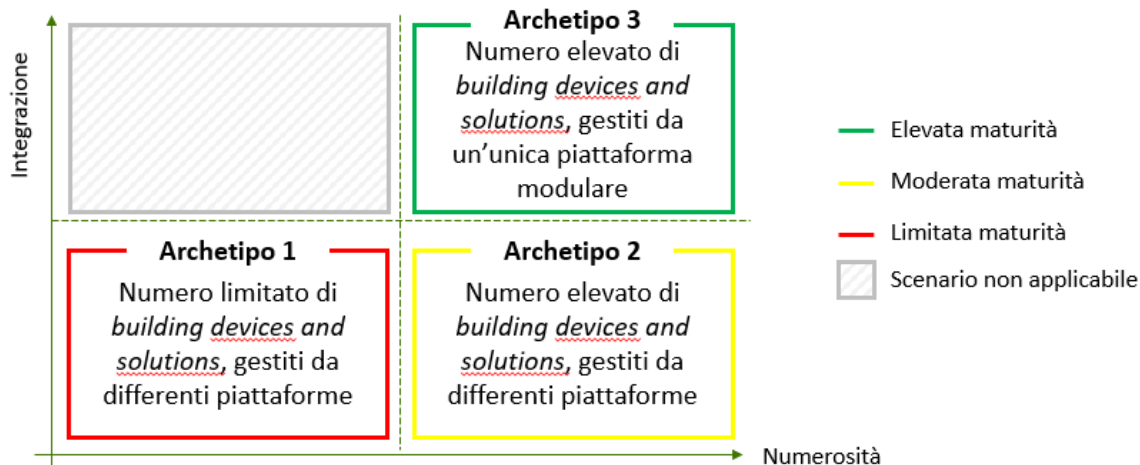 Integrazione
Archetipo 3
Numero elevato di
building devices and
solutions, gestiti da
un'unica piattaforma
modulare
Archetipo 1
Numero limitato di
building devices and
solutions, gestiti da
differenti piattaforme
Archetipo 2
Numero elevato di
building devices and
solutions, gestiti da
differenti piattaforme
Numerosità
Elevata maturità
Moderata maturità
Limitata maturità
Scenario non applicabile